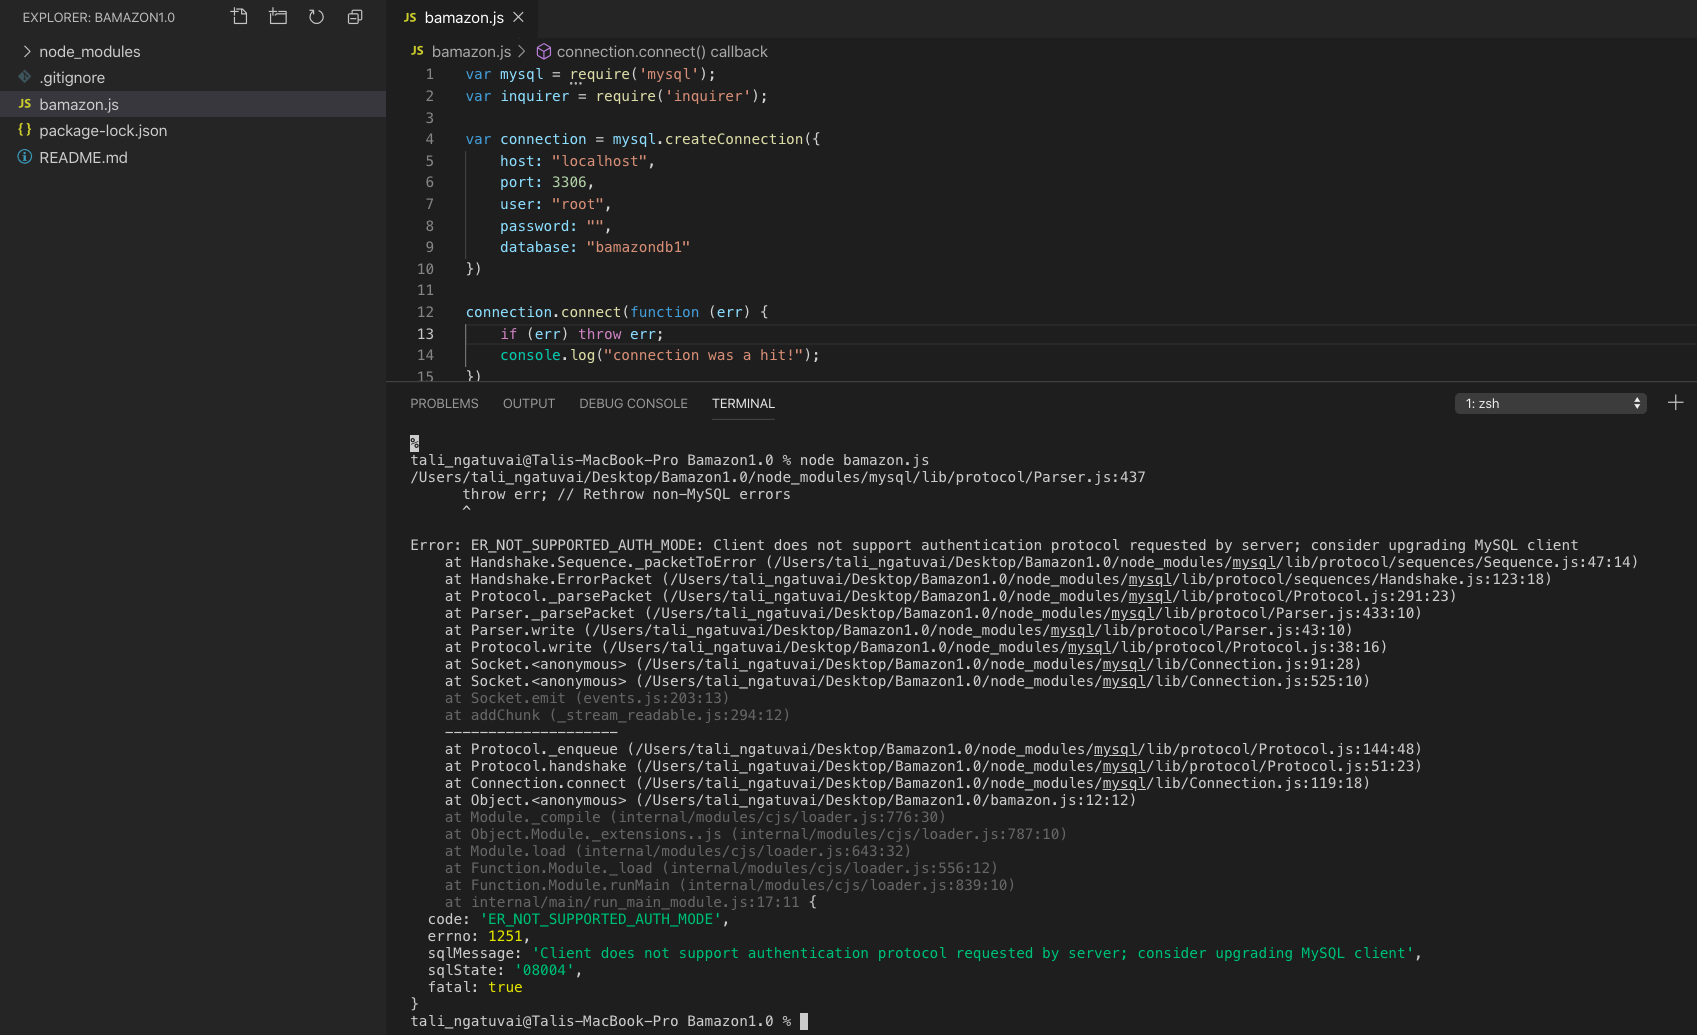 EXPLORER: BAMAZON1.0
node_modules
.gitignore
JS bamazon.js
{} package-lock.json
README.md
JS bamazon.js
JS bamazon.js > connection.connect() callback
1 var mysql = require('mysql');
2 var inquirer = require('inquirer');
3
4 var connection = mysql.createConnection({
5     host: "localhost",
6     port: 3306,
7     user: "root",
8     password: "",
9     database: "bamazondb1"
10 })
11
12 connection.connect(function (err) {
13     if (err) throw err;
14     console.log("connection was a hit!");
15 })
PROBLEMS OUTPUT DEBUG CONSOLE TERMINAL 1: zsh
%
tali_ngatuvai@Talis-MacBook-Pro Bamazon1.0 % node bamazon.js
/Users/tali_ngatuvai/Desktop/Bamazon1.0/node_modules/mysql/lib/protocol/Parser.js:437
      throw err; // Rethrow non-MySQL errors
      ^
Error: ER_NOT_SUPPORTED_AUTH_MODE: Client does not support authentication protocol requested by server; consider upgrading MySQL client
    at Handshake.Sequence._packetToError (/Users/tali_ngatuvai/Desktop/Bamazon1.0/node_modules/mysql/lib/protocol/sequences/Sequence.js:47:14)
    at Handshake.ErrorPacket (/Users/tali_ngatuvai/Desktop/Bamazon1.0/node_modules/mysql/lib/protocol/sequences/Handshake.js:123:18)
    at Protocol._parsePacket (/Users/tali_ngatuvai/Desktop/Bamazon1.0/node_modules/mysql/lib/protocol/Protocol.js:291:23)
    at Parser._parsePacket (/Users/tali_ngatuvai/Desktop/Bamazon1.0/node_modules/mysql/lib/protocol/Parser.js:433:10)
    at Parser.write (/Users/tali_ngatuvai/Desktop/Bamazon1.0/node_modules/mysql/lib/protocol/Parser.js:43:10)
    at Protocol.write (/Users/tali_ngatuvai/Desktop/Bamazon1.0/node_modules/mysql/lib/protocol/Protocol.js:38:16)
    at Socket.<anonymous> (/Users/tali_ngatuvai/Desktop/Bamazon1.0/node_modules/mysql/lib/Connection.js:91:28)
    at Socket.<anonymous> (/Users/tali_ngatuvai/Desktop/Bamazon1.0/node_modules/mysql/lib/Connection.js:525:10)
    at Socket.emit (events.js:203:13)
    at addChunk (_stream_readable.js:294:12)
    --------------------
    at Protocol._enqueue (/Users/tali_ngatuvai/Desktop/Bamazon1.0/node_modules/mysql/lib/protocol/Protocol.js:144:48)
    at Protocol.handshake (/Users/tali_ngatuvai/Desktop/Bamazon1.0/node_modules/mysql/lib/protocol/Protocol.js:51:23)
    at Connection.connect (/Users/tali_ngatuvai/Desktop/Bamazon1.0/node_modules/mysql/lib/Connection.js:119:18)
    at Object.<anonymous> (/Users/tali_ngatuvai/Desktop/Bamazon1.0/bamazon.js:12:12)
    at Module._compile (internal/modules/cjs/loader.js:776:30)
    at Object.Module._extensions..js (internal/modules/cjs/loader.js:787:10)
    at Module.load (internal/modules/cjs/loader.js:643:32)
    at Function.Module._load (internal/modules/cjs/loader.js:556:12)
    at Function.Module.runMain (internal/modules/cjs/loader.js:839:10)
    at internal/main/run_main_module.js:17:11 {
  code: 'ER_NOT_SUPPORTED_AUTH_MODE',
  errno: 1251,
  sqlMessage: 'Client does not support authentication protocol requested by server; consider upgrading MySQL client',
  sqlState: '08004',
  fatal: true
}
tali_ngatuvai@Talis-MacBook-Pro Bamazon1.0 %